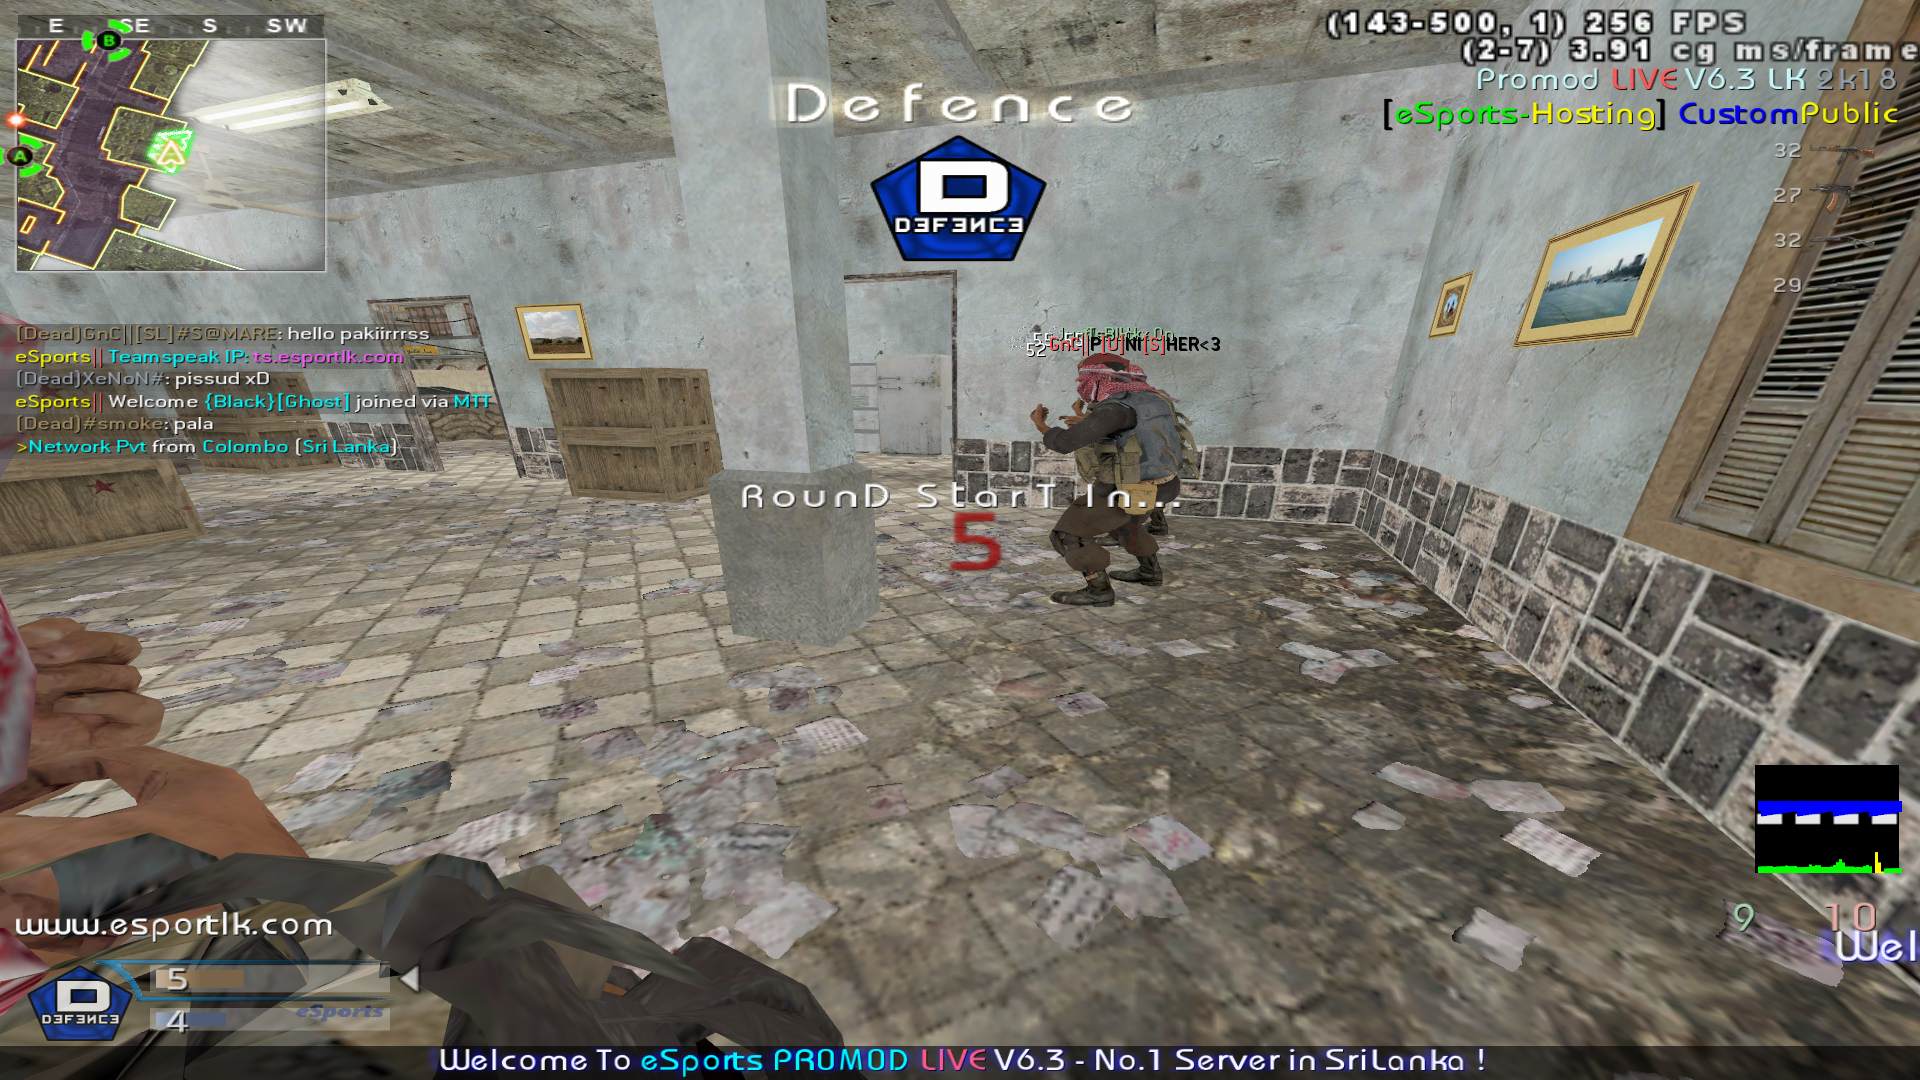 E SE S SW
B
A
(143-500, 1) 256 FPS
(2-7) 3.91 cg ms/frame
Promod LIVE V6.3 LK 2k18
[eSports-Hosting] CustomPublic
32
27
32
29
Defence
D
DEFENCE
(Dead)GnC||[SL]#S@MARE: hello pakiirrrss
eSports|| Teamspeak IP: ts.esportlk.com
(Dead)XeNoN#: pissud xD
eSports|| Welcome {Black}[Ghost] joined via MTT
(Dead)#smoke: pala
>Network Pvt from Colombo (Sri Lanka)
52 GnC||P[U]Ni[S]HER<3
RounD StarT In...
5
9 10
Wel
www.esportlk.com
D
DEFENCE
5
4 eSports
Welcome To eSports PROMOD LIVE V6.3 - No.1 Server in SriLanka !